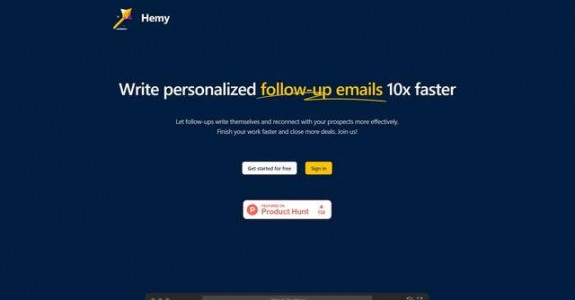 Hemy
Write personalized follow-up emails 10x faster
Let follow-ups write themselves and reconnect with your prospects more effectively.
Finish your work faster and close more deals. Join us!
Get started for free
Sign in
FEATURED ON
Product Hunt